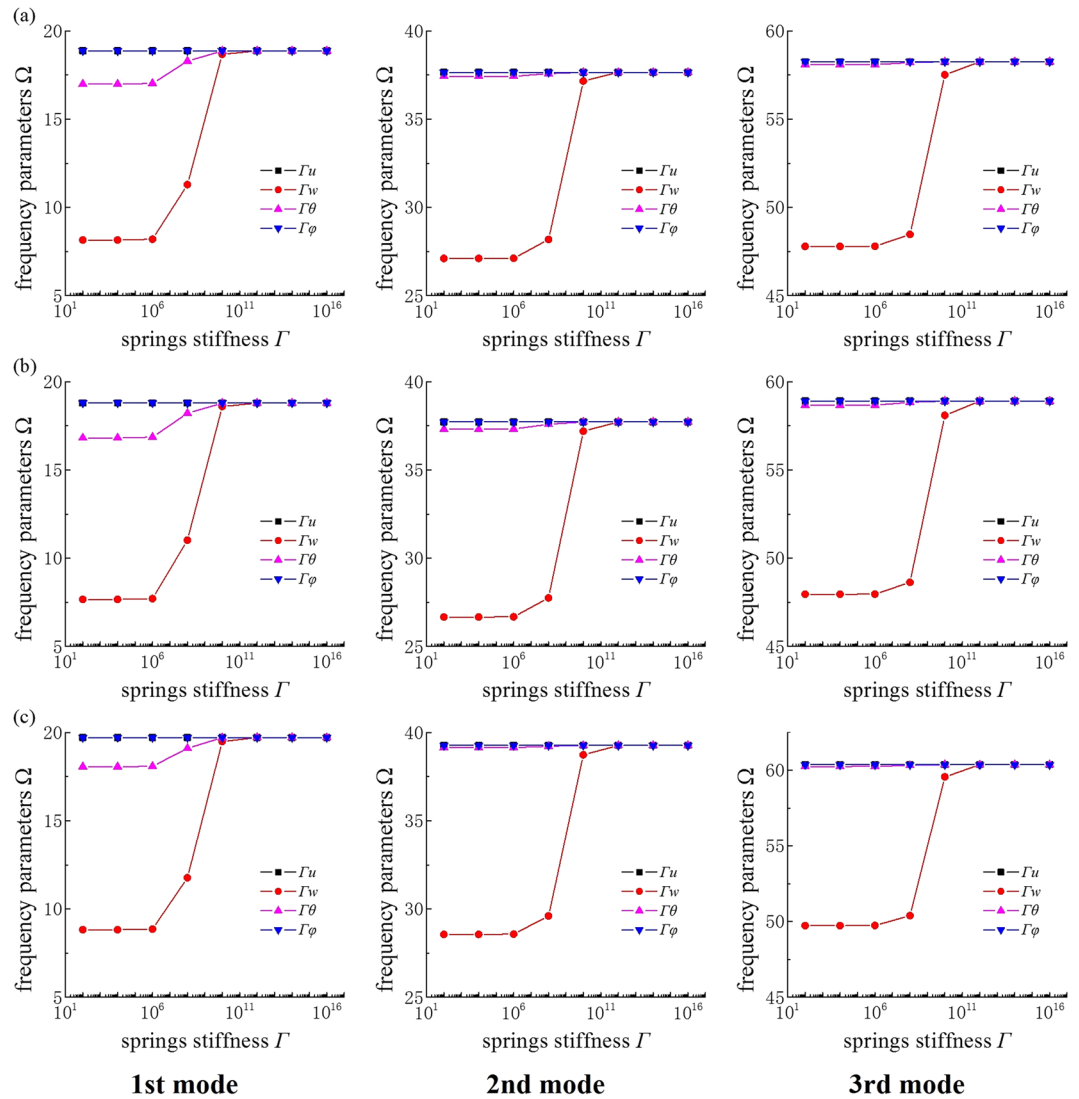 (a)
20
15
10
5
frequency parameters Ω
Γu
Γw
Γθ
Γφ
10^1 10^6 10^11 10^16
springs stiffness Γ
40
35
30
25
frequency parameters Ω
Γu
Γw
Γθ
Γφ
10^1 10^6 10^11 10^16
springs stiffness Γ
60
55
50
45
frequency parameters Ω
Γu
Γw
Γθ
Γφ
10^1 10^6 10^11 10^16
springs stiffness Γ
(b)
20
15
10
5
frequency parameters Ω
Γu
Γw
Γθ
Γφ
10^1 10^6 10^11 10^16
springs stiffness Γ
40
35
30
25
frequency parameters Ω
Γu
Γw
Γθ
Γφ
10^1 10^6 10^11 10^16
springs stiffness Γ
60
55
50
45
frequency parameters Ω
Γu
Γw
Γθ
Γφ
10^1 10^6 10^11 10^16
springs stiffness Γ
(c)
20
15
10
5
frequency parameters Ω
Γu
Γw
Γθ
Γφ
10^1 10^6 10^11 10^16
springs stiffness Γ
40
35
30
25
frequency parameters Ω
Γu
Γw
Γθ
Γφ
10^1 10^6 10^11 10^16
springs stiffness Γ
60
55
50
45
frequency parameters Ω
Γu
Γw
Γθ
Γφ
10^1 10^6 10^11 10^16
springs stiffness Γ
1st mode 2nd mode 3rd mode